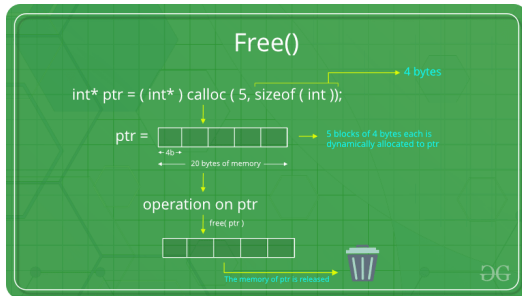 Free()
4 bytes
int* ptr = ( int* ) calloc ( 5, sizeof ( int ));
ptr =
5 blocks of 4 bytes each is
dynamically allocated to ptr
4b
20 bytes of memory
operation on ptr
free( ptr )
The memory of ptr is released